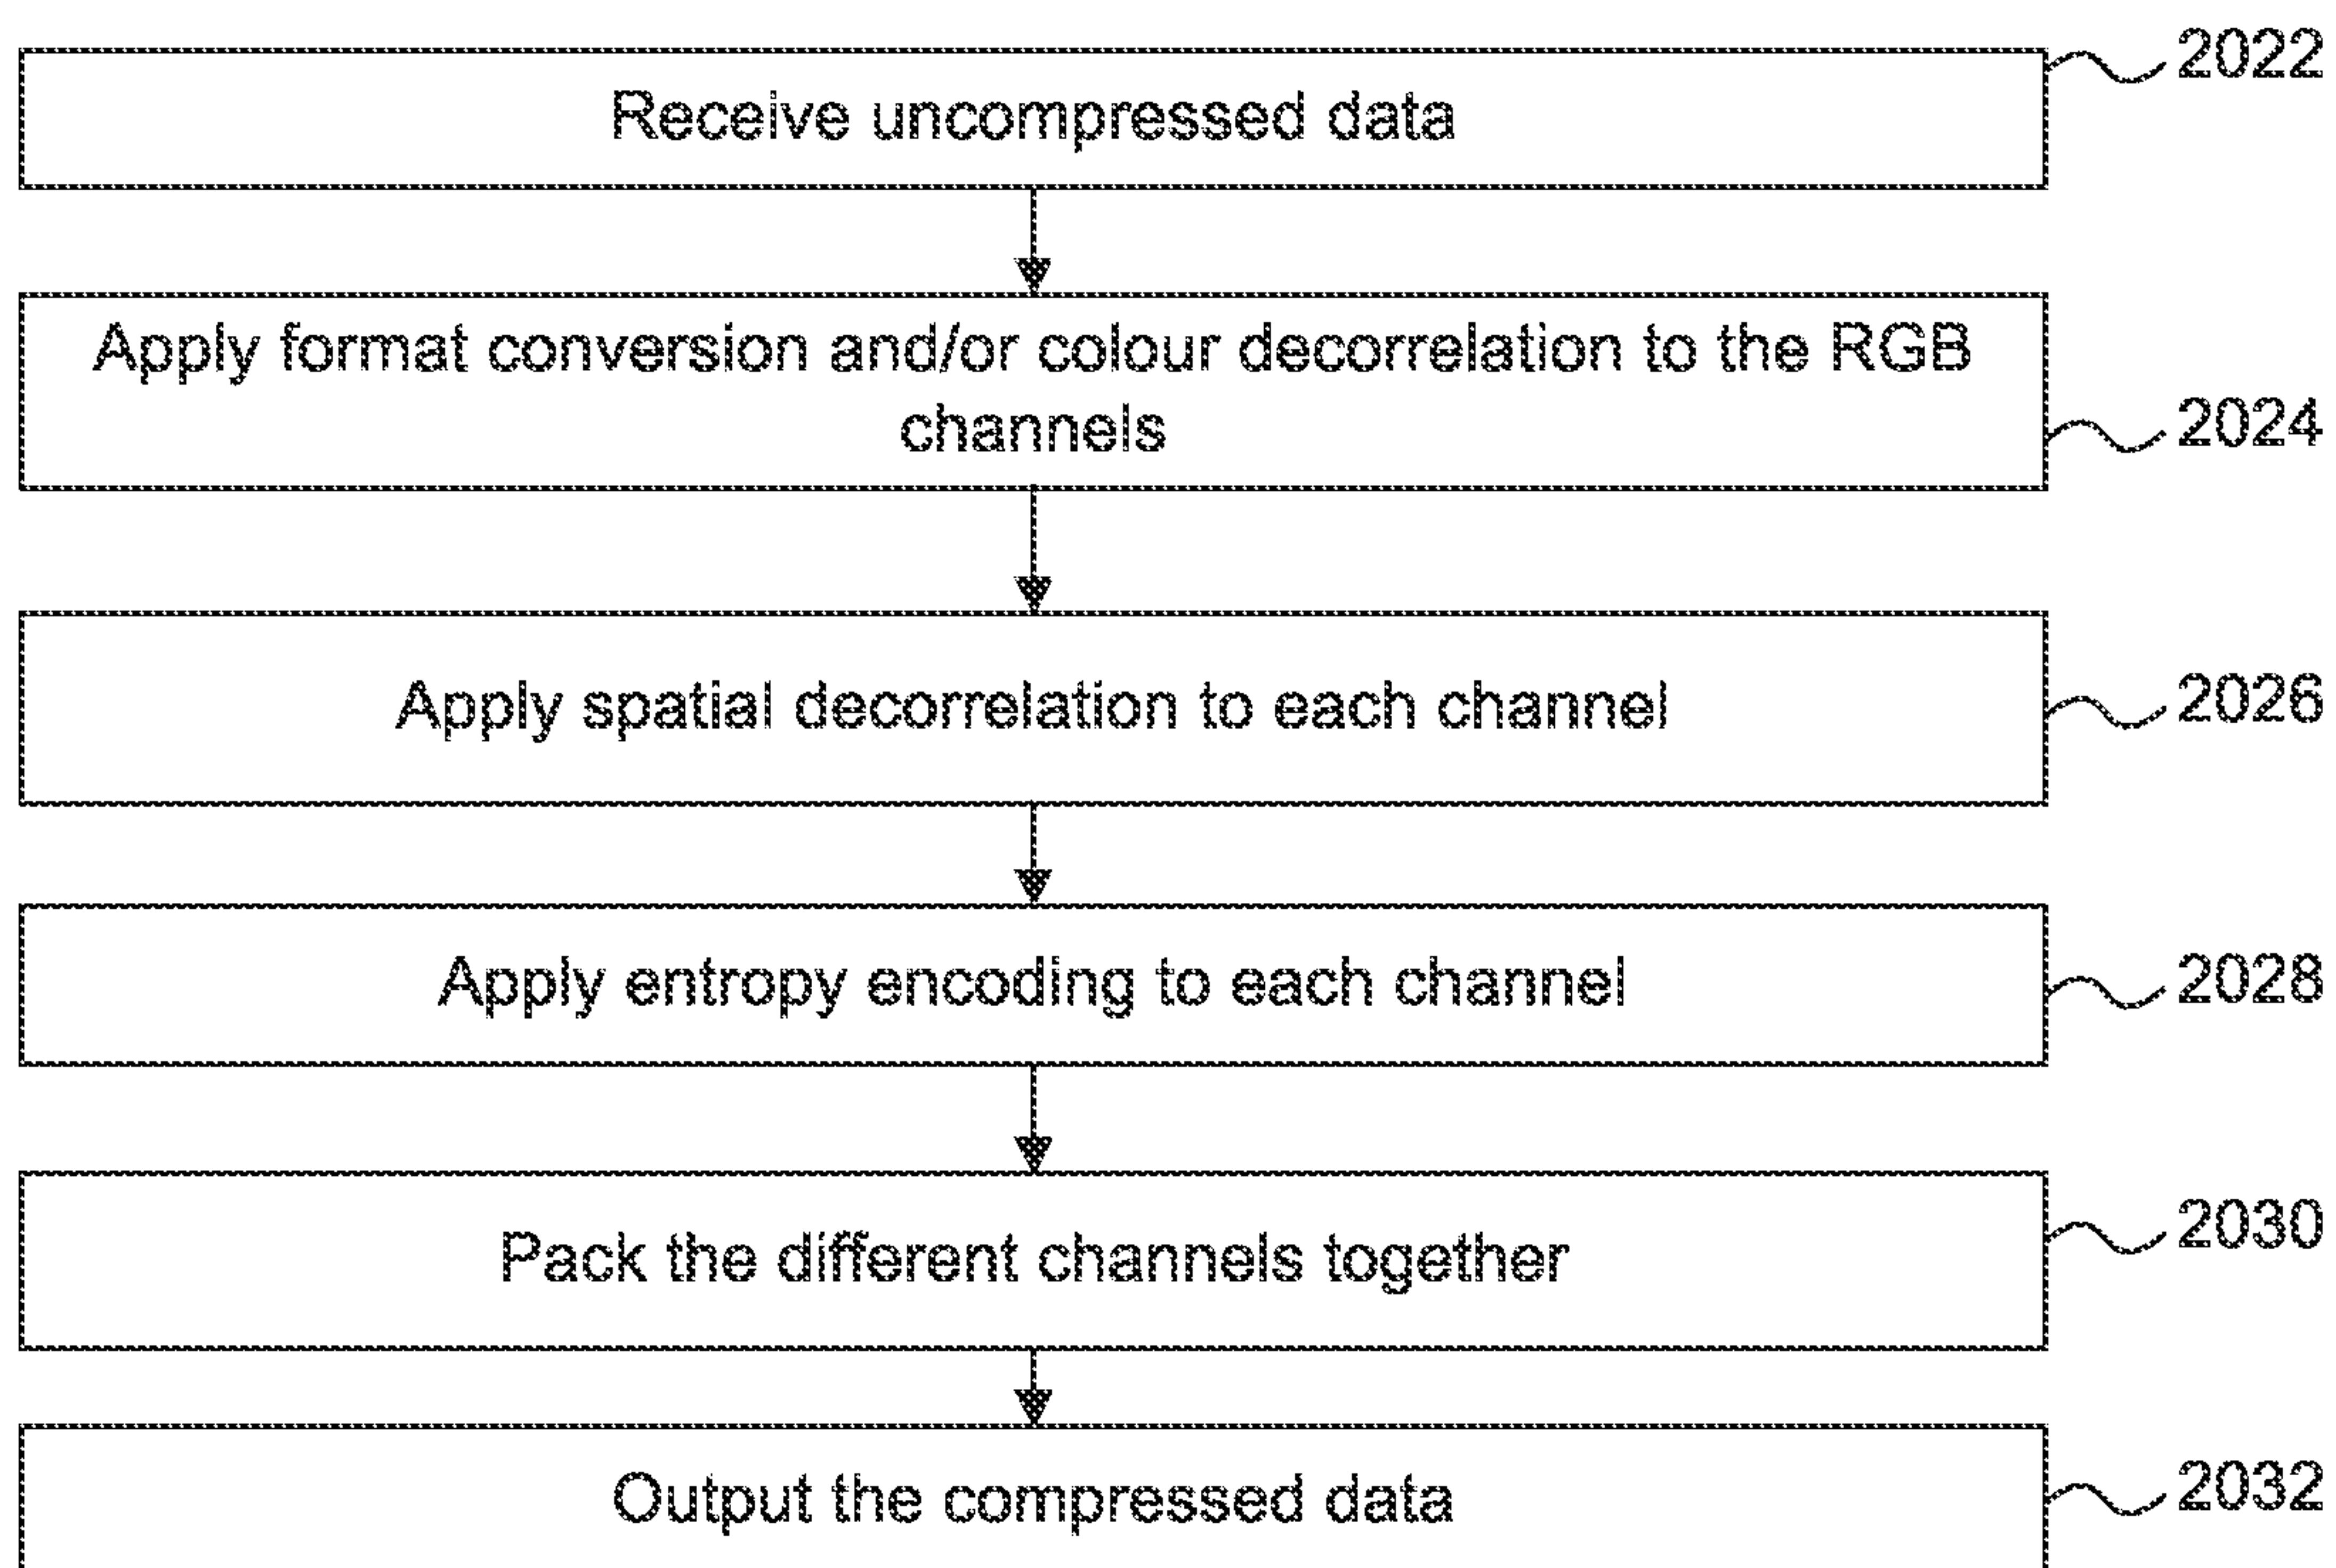 Receive uncompressed data
2022
Apply format conversion and/or colour decorrelation to the RGB
channels
2024
Apply spatial decorrelation to each channel
2026
Apply entropy encoding to each channel
2028
Pack the different channels together
2030
Output the compressed data
2032